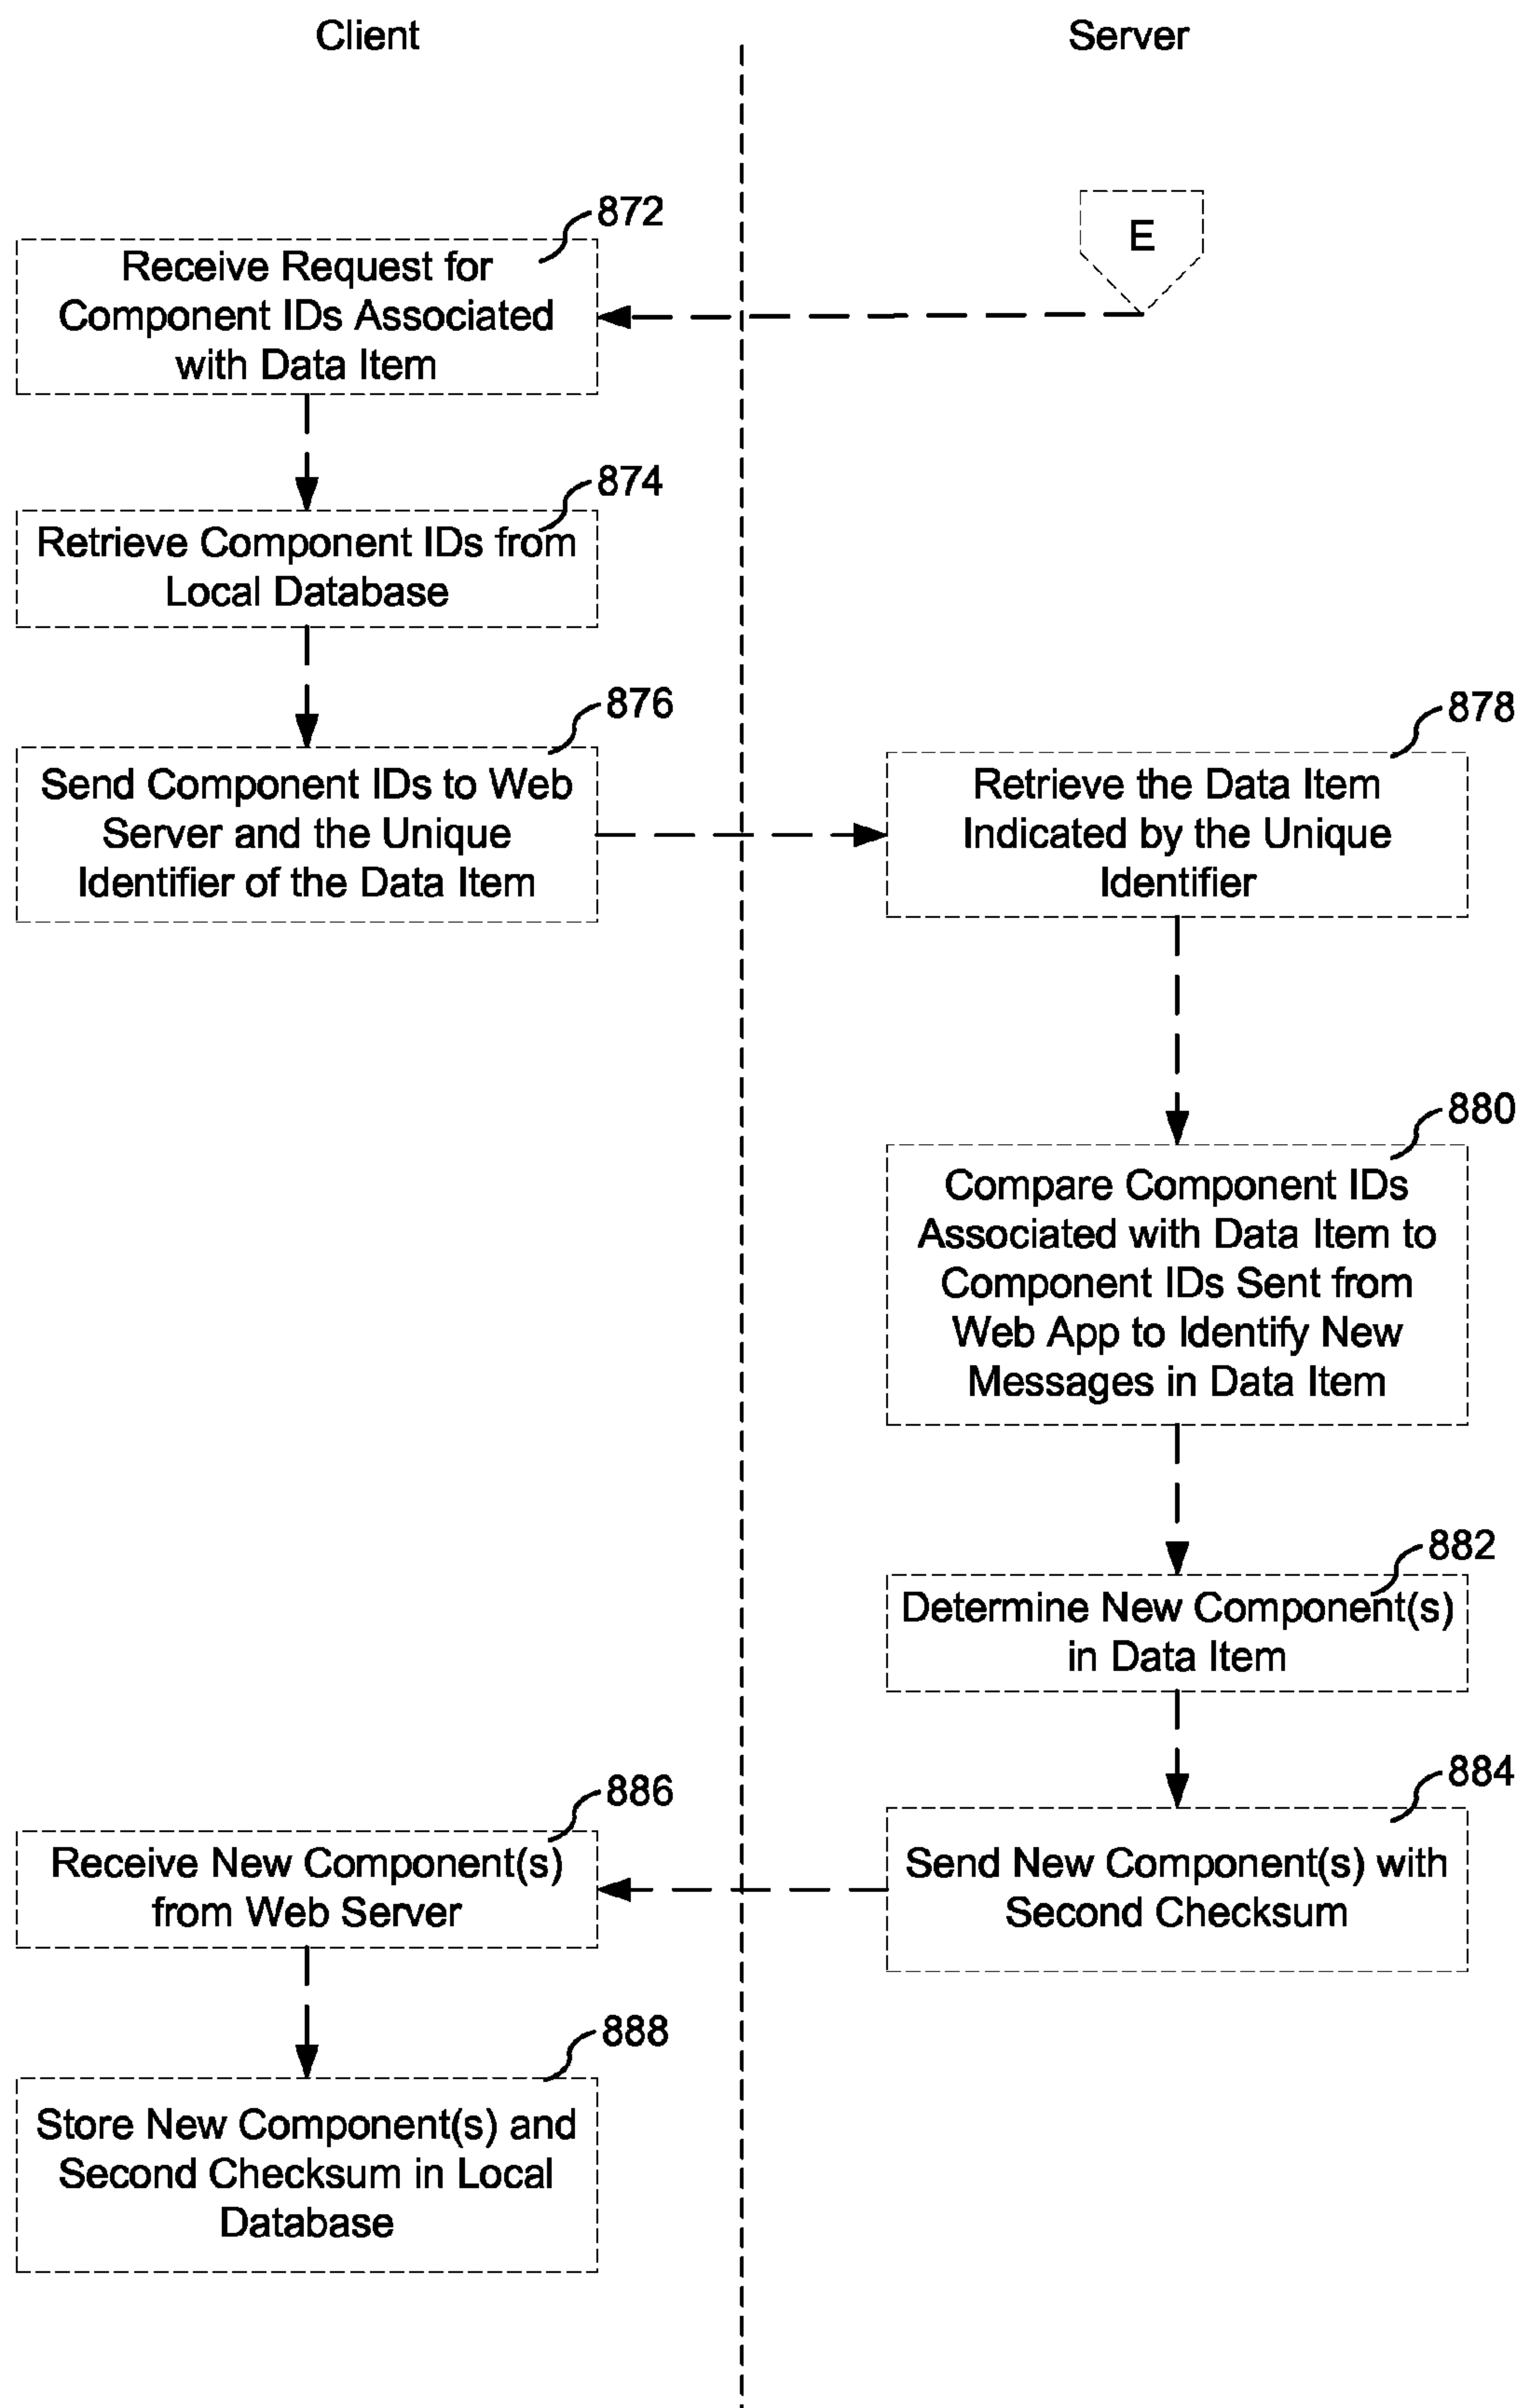 Client
Server
E
872
Receive Request for
Component IDs Associated
with Data Item
874
Retrieve Component IDs from
Local Database
876
Send Component IDs to Web
Server and the Unique
Identifier of the Data Item
878
Retrieve the Data Item
Indicated by the Unique
Identifier
880
Compare Component IDs
Associated with Data Item to
Component IDs Sent from
Web App to Identify New
Messages in Data Item
882
Determine New Component(s)
in Data Item
884
Send New Component(s) with
Second Checksum
886
Receive New Component(s)
from Web Server
888
Store New Component(s) and
Second Checksum in Local
Database